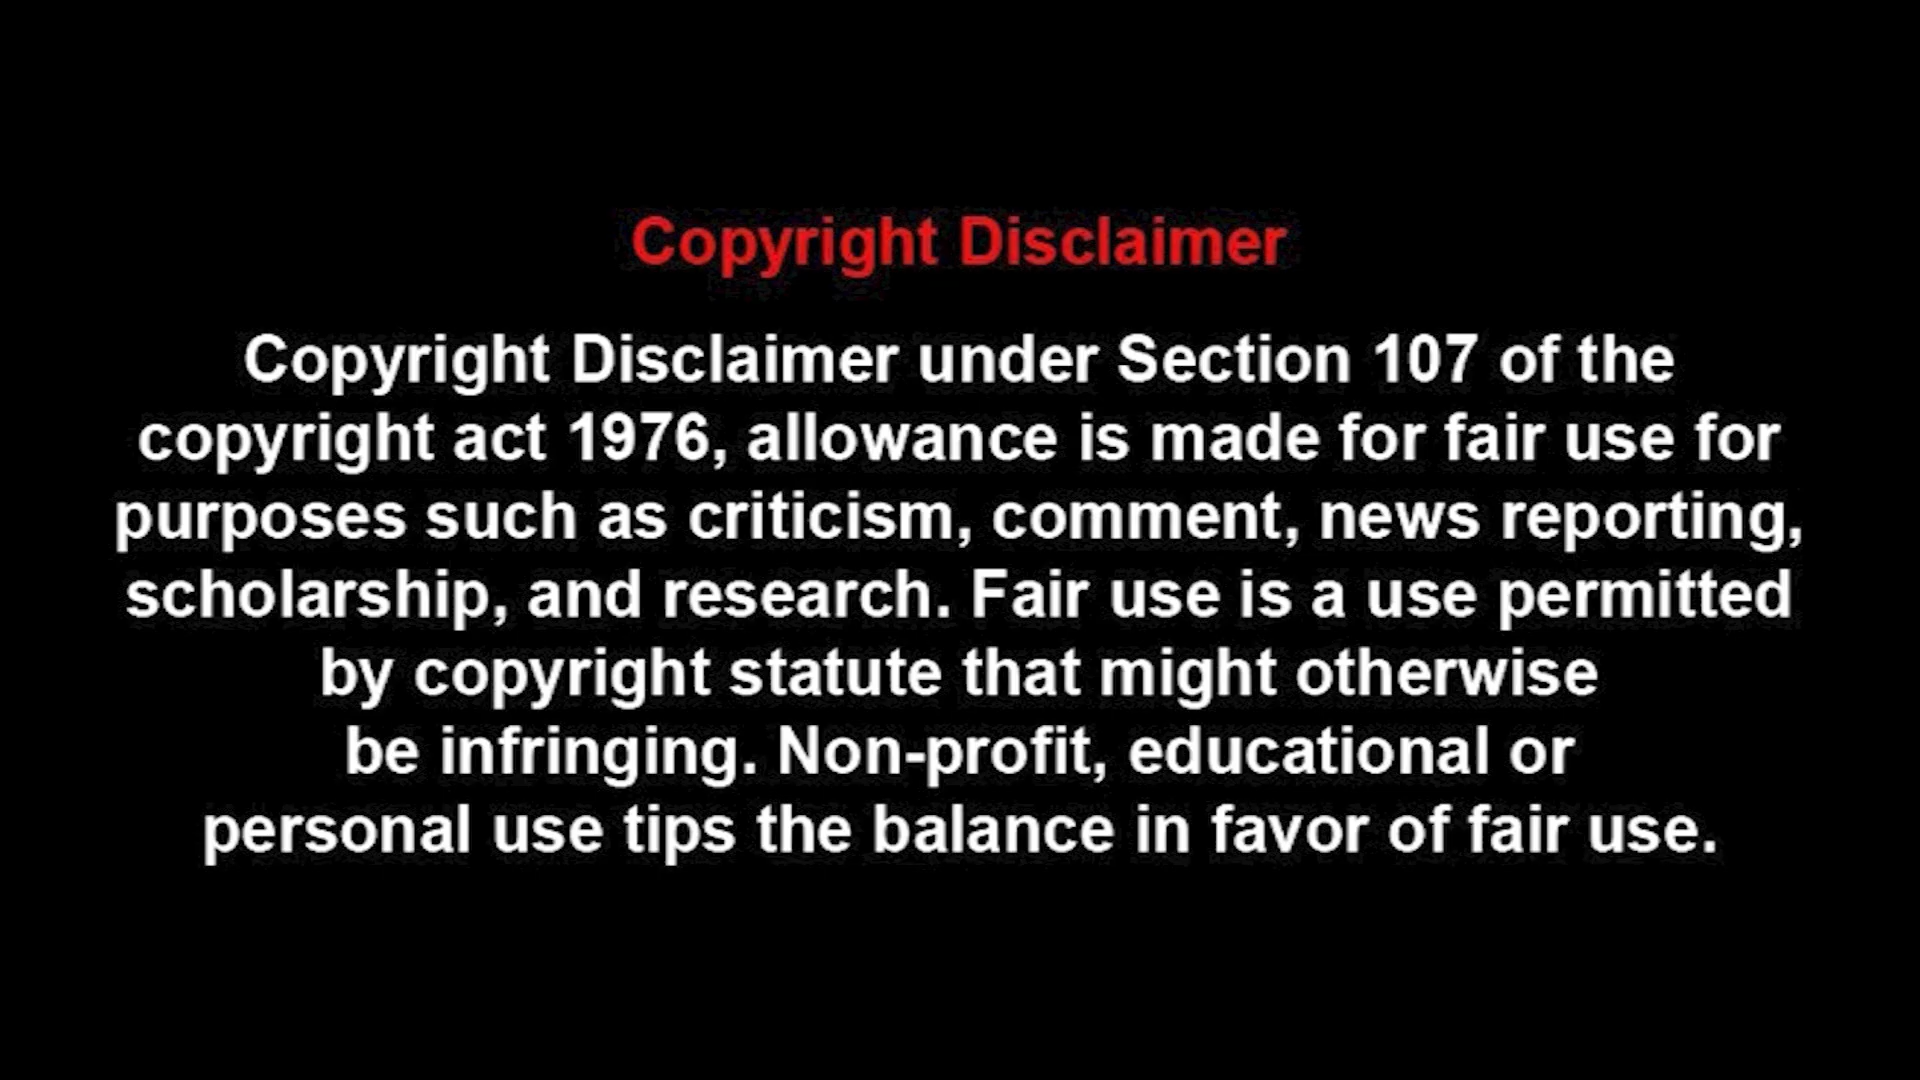 Copyright Disclaimer
Copyright Disclaimer under Section 107 of the
copyright act 1976, allowance is made for fair use for
purposes such as criticism, comment, news reporting,
scholarship, and research. Fair use is a use permitted
by copyright statute that might otherwise
be infringing. Non-profit, educational or
personal use tips the balance in favor of fair use.